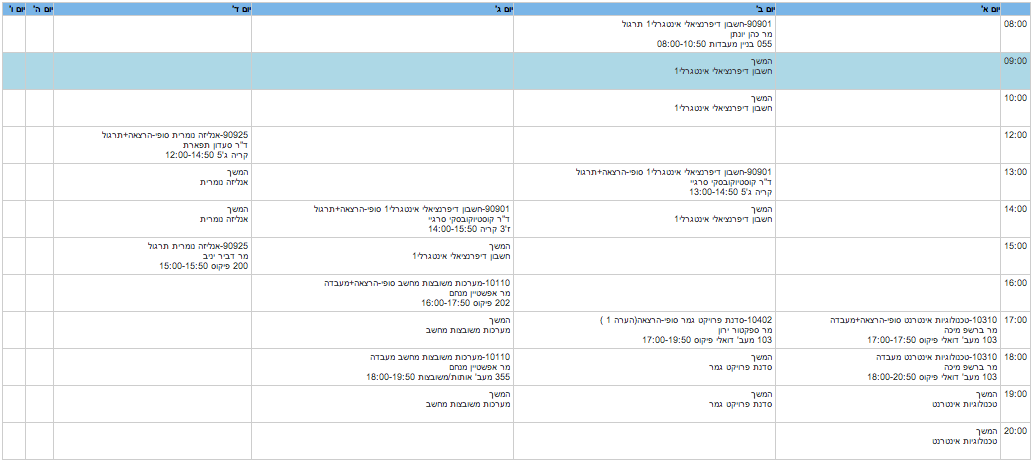 יום א' יום ב' יום ג' יום ד' יום ה' יום ו'
08:00
90901-חשבון דיפרנציאלי אינטגרלי1 תרגול
מר כהן יונתן
055 בניין מעבדות 08:00-10:50
09:00
המשך
חשבון דיפרנציאלי אינטגרלי1
10:00
המשך
חשבון דיפרנציאלי אינטגרלי1
12:00
90925-אנליזה נומרית סופי-הרצאה+תרגול
ד"ר סעדון תפארת
קריה ג'5 12:00-14:50
13:00
90901-חשבון דיפרנציאלי אינטגרלי1 סופי-הרצאה+תרגול
ד"ר קוסטיוקובסקי סרגיי
קריה ג'5 13:00-14:50
המשך
אנליזה נומרית
14:00
המשך
חשבון דיפרנציאלי אינטגרלי1
90901-חשבון דיפרנציאלי אינטגרלי1 סופי-הרצאה+תרגול
ד"ר קוסטיוקובסקי סרגיי
ז'3 קריה 14:00-15:50
המשך
אנליזה נומרית
15:00
המשך
חשבון דיפרנציאלי אינטגרלי1
90925-אנליזה נומרית תרגול
מר דביר יניב
200 פיקוס 15:00-15:50
16:00
10110-מערכות משובצות מחשב סופי-הרצאה+מעבדה
מר אפשטיין מנחם
202 פיקוס 16:00-17:50
17:00
10310-טכנולוגיות אינטרנט סופי-הרצאה+מעבדה
מר ברשפ מיכה
103 מעב' דואלי פיקוס 17:00-17:50
10402-סדנת פרויקט גמר סופי-הרצאה(הערה 1 )
מר ספקטור ירון
103 מעב' דואלי פיקוס 17:00-19:50
המשך
מערכות משובצות מחשב
18:00
10310-טכנולוגיות אינטרנט מעבדה
מר ברשפ מיכה
103 מעב' דואלי פיקוס 18:00-20:50
המשך
סדנת פרויקט גמר
10110-מערכות משובצות מחשב מעבדה
מר אפשטיין מנחם
355 מעב' אותות/משובצות 18:00-19:50
19:00
המשך
טכנולוגיות אינטרנט
המשך
סדנת פרויקט גמר
המשך
מערכות משובצות מחשב
20:00
המשך
טכנולוגיות אינטרנט